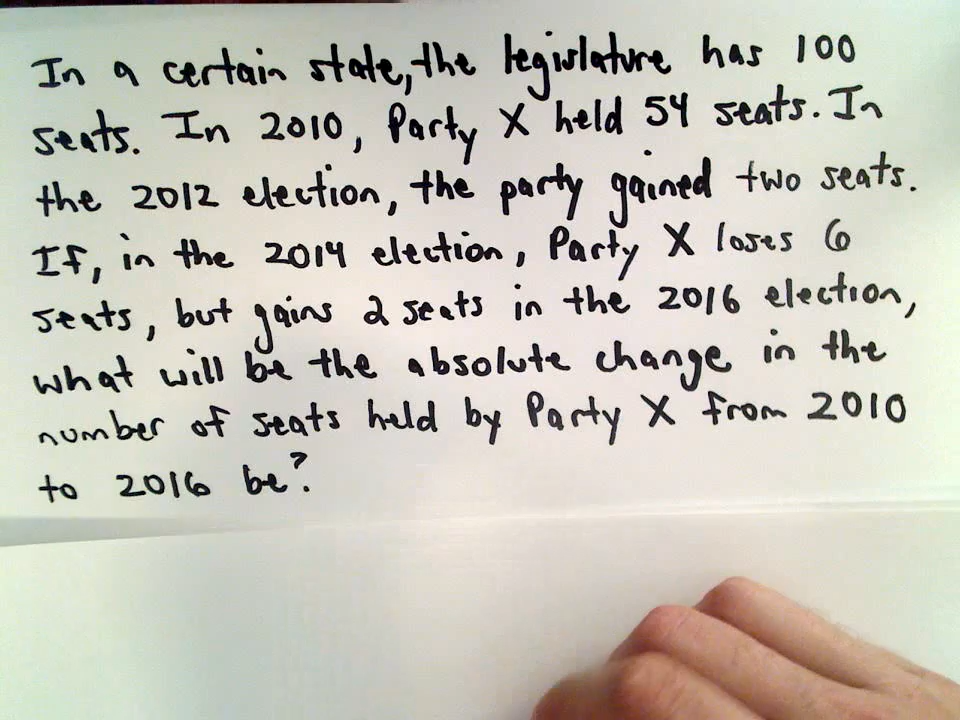 In a certain state, the legislature has 100
seats. In 2010, Party X held 54 seats. In
the 2012 election, the party gained two seats.
If, in the 2014 election, Party X loses 6
seats, but gains 2 seats in the 2016 election,
what will be the absolute change in the
number of seats held by Party X from 2010
to 2016 be?